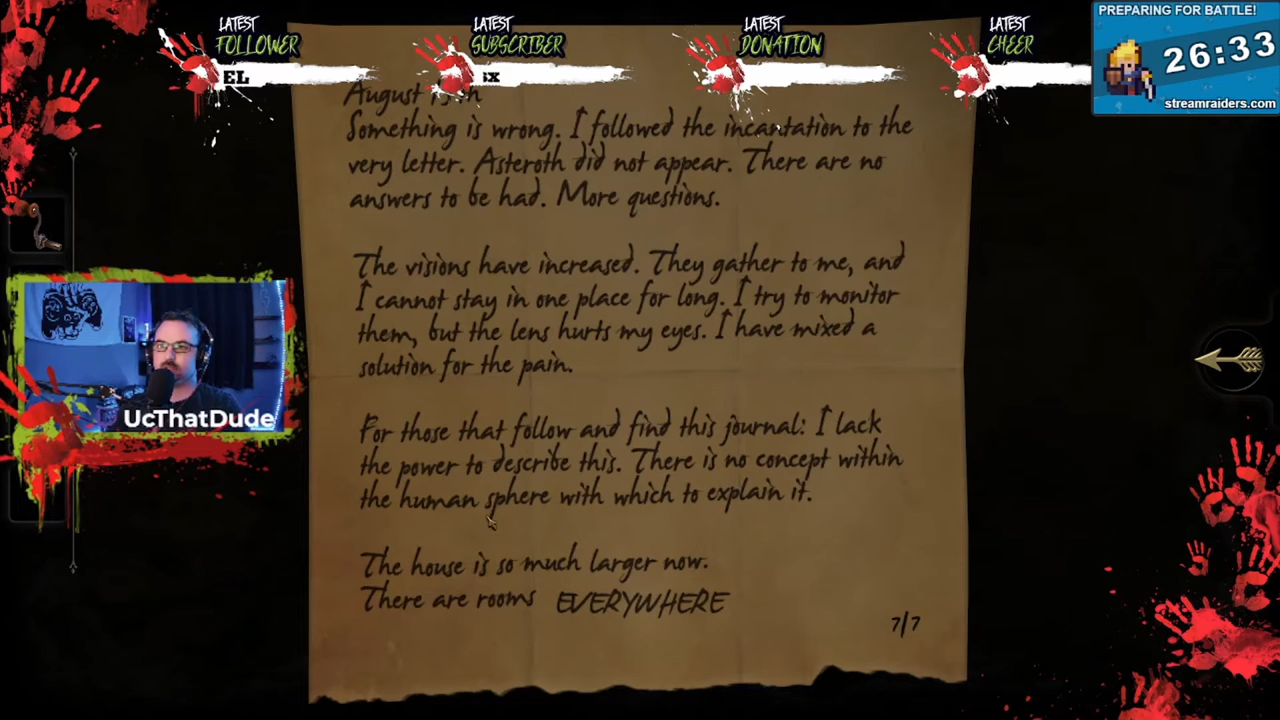 LATEST FOLLOWER
LATEST SUBSCRIBER
LATEST DONATION
LATEST CHEER
PREPARING FOR BATTLE!
26:33
streamraiders.com
EL
August
Something is wrong. I followed the incantation to the
very letter. Asteroth did not appear. There are no
answers to be had. More questions.
The visions have increased. They gather to me, and
I cannot stay in one place for long. I try to monitor
them, but the lens hurts my eyes. I have mixed a
solution for the pain.
For those that follow and find this journal: I lack
the power to describe this. There is no concept within
the human sphere with which to explain it.
The house is so much larger now.
There are rooms EVERYWHERE
7/7
UcThatDude